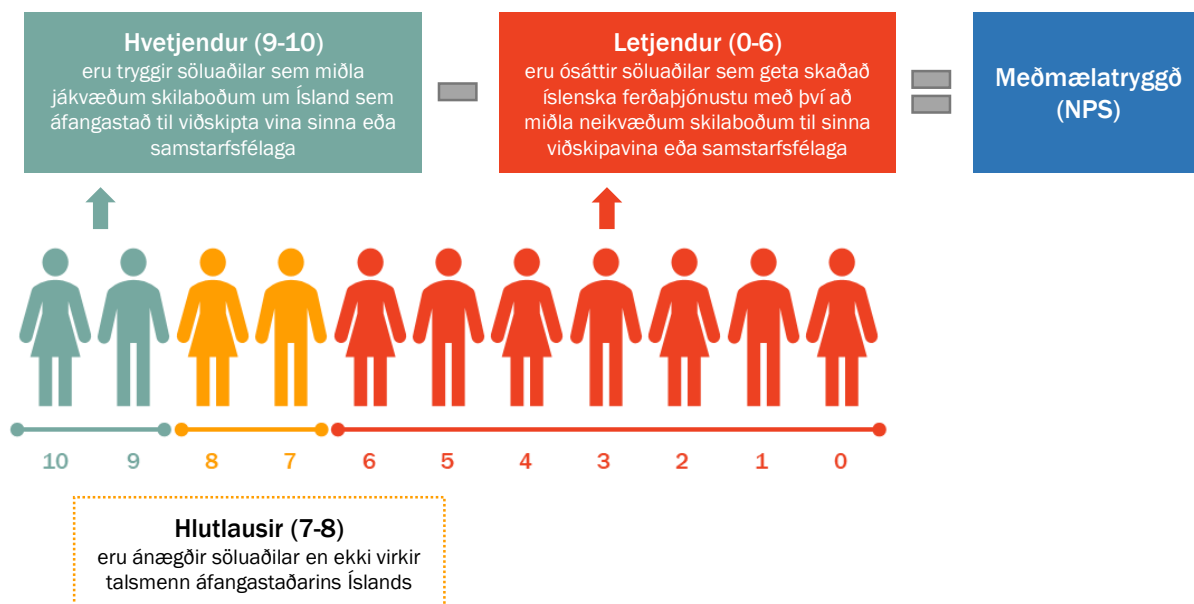 Hvetjendur (9-10)
eru tryggir söluaðilar sem miðla
jákvæðum skilaboðum um Ísland sem
áfangastað til viðskipta vina sinna eða
samstarfsfélaga
Letjendur (0-6)
eru ósáttir söluaðilar sem geta skaðað
íslenska ferðaþjónustu með því að
miðla neikvæðum skilaboðum til sinna
viðskipavina eða samstarfsfélaga
Meðmælatryggð
(NPS)
10 9 8 7 6 5 4 3 2 1 0
Hlutlausir (7-8)
eru ánægðir söluaðilar en ekki virkir
talsmenn áfangastaðarins Íslands